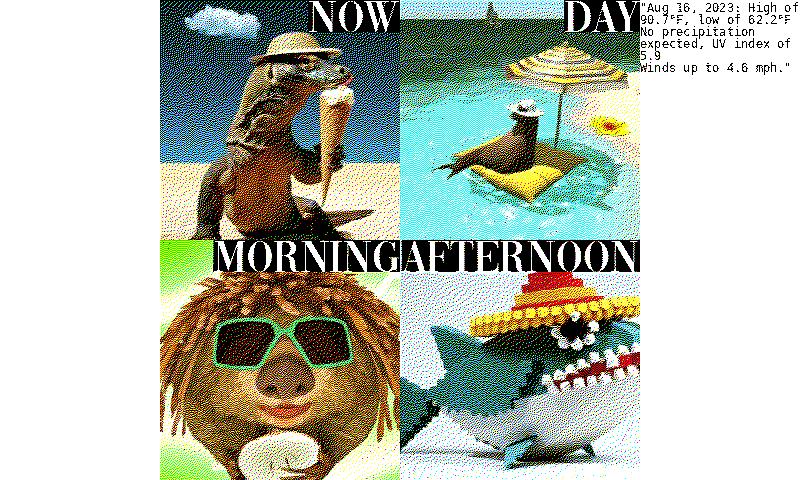 NOW
DAY
"Aug 16, 2023: High of
90.7°F, low of 62.2°F
No precipitation
expected, UV index of
5.9
Winds up to 4.6 mph."
MORNING
AFTERNOON